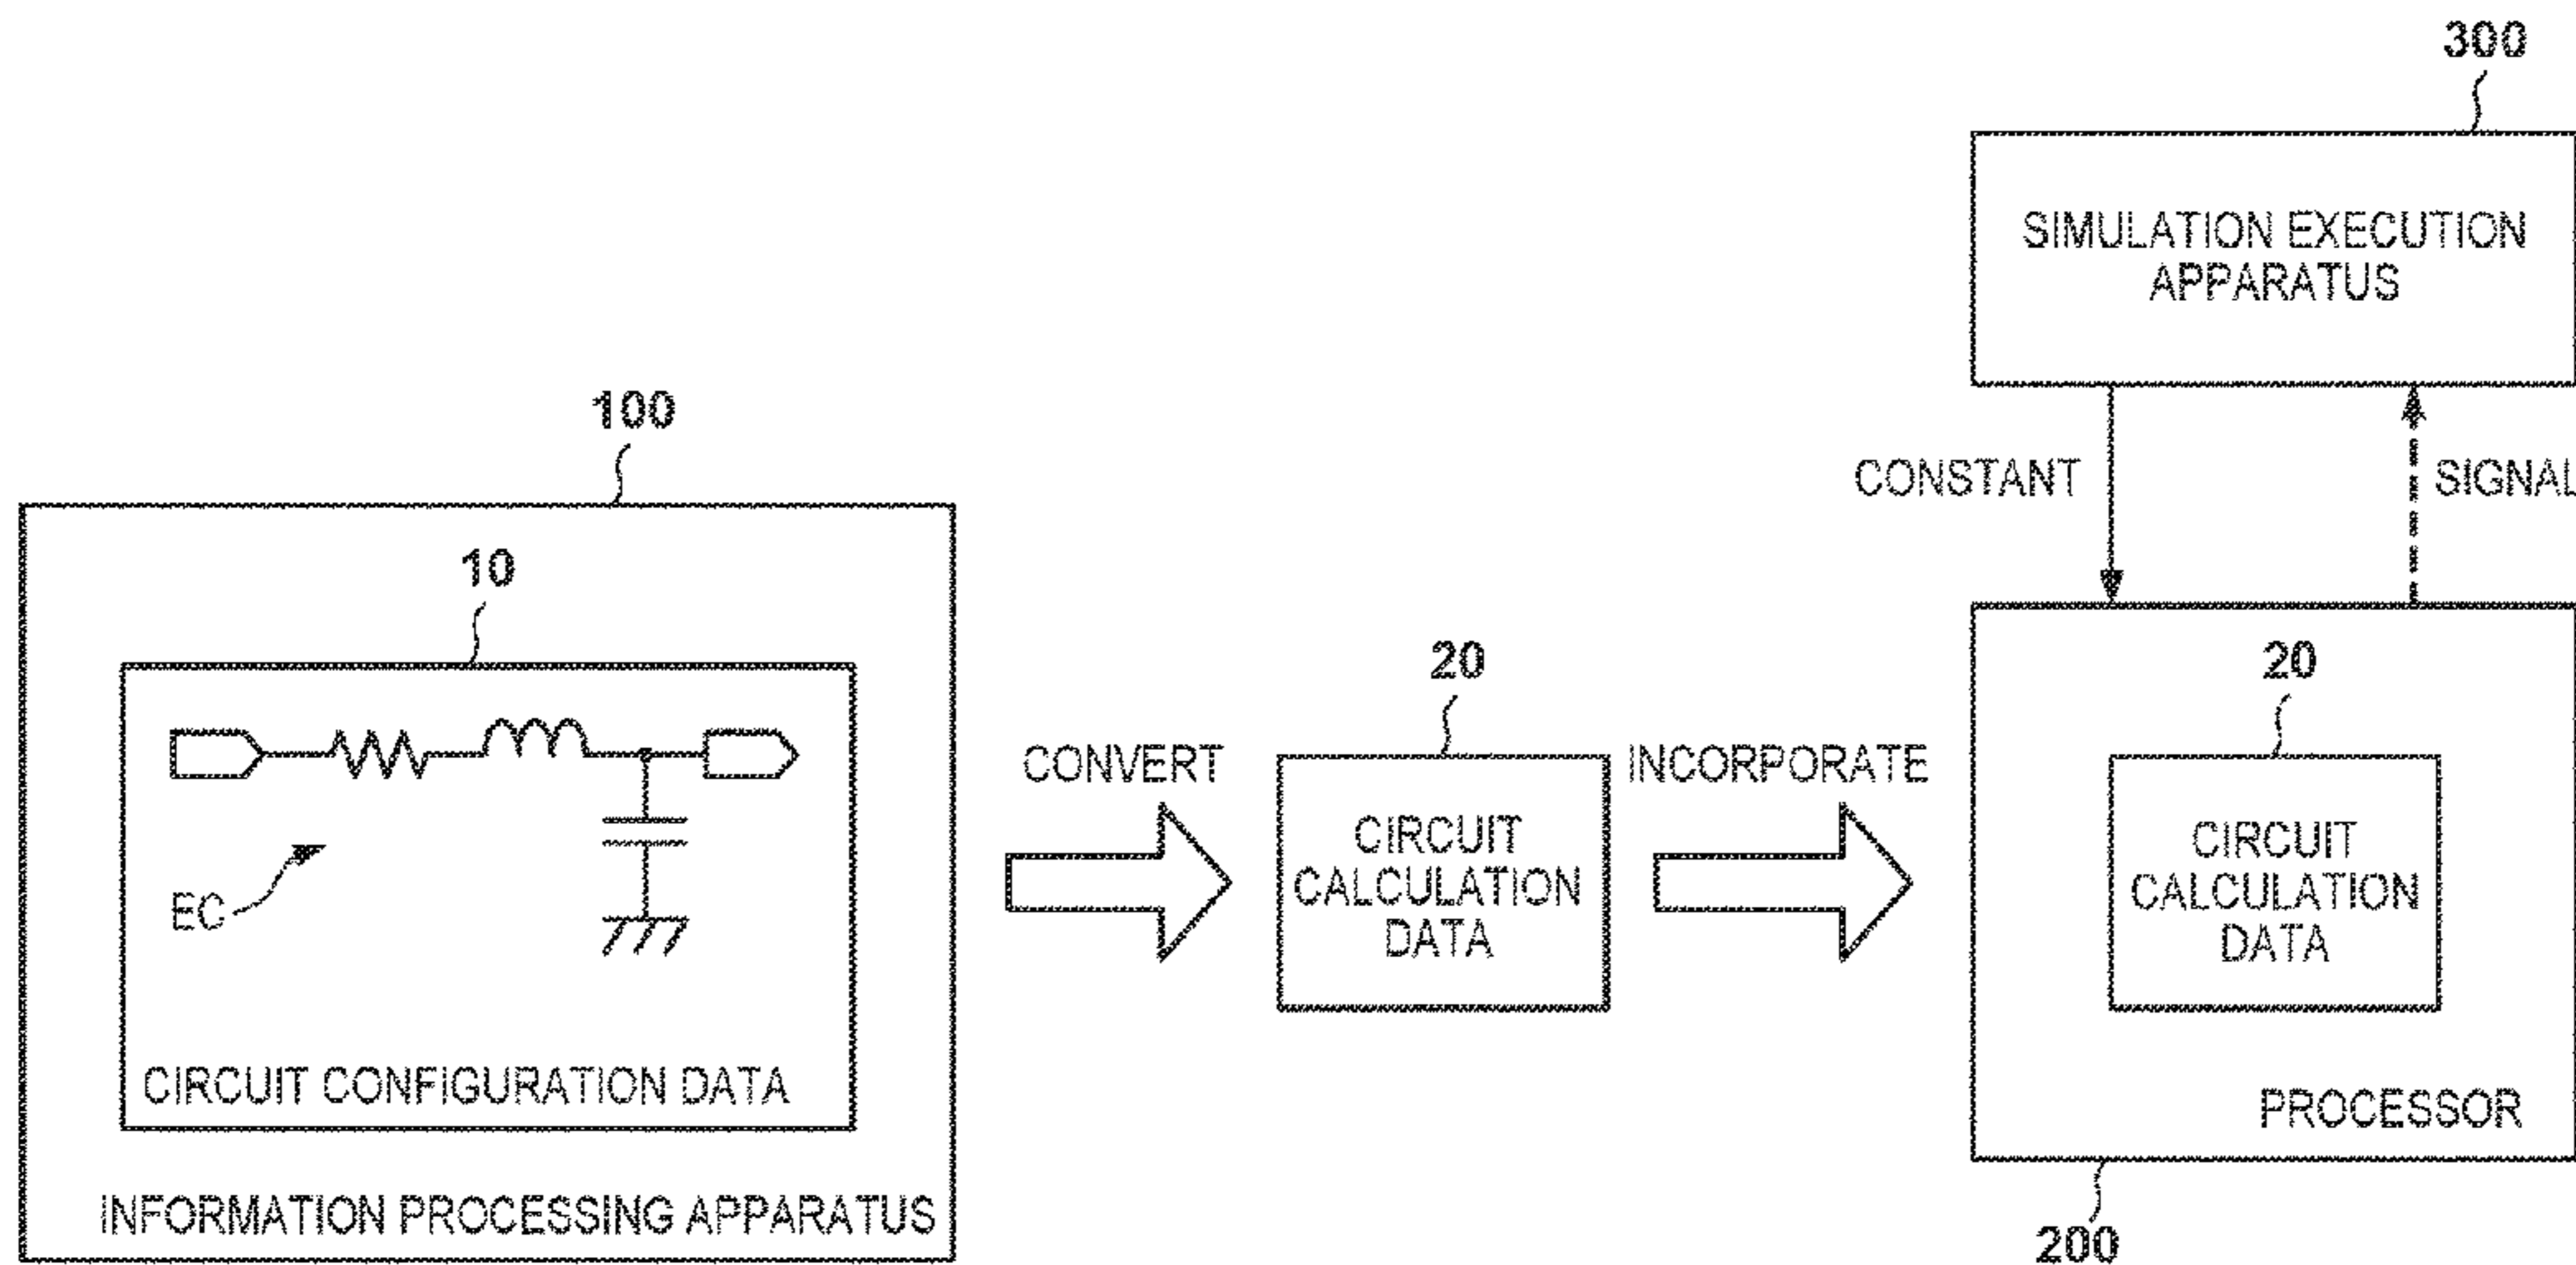 300
SIMULATION EXECUTION
APPARATUS
100
CONSTANT
SIGNAL
10
20
20
CONVERT
INCORPORATE
CIRCUIT
CALCULATION
DATA
CIRCUIT
CALCULATION
DATA
EC
CIRCUIT CONFIGURATION DATA
PROCESSOR
INFORMATION PROCESSING APPARATUS
200